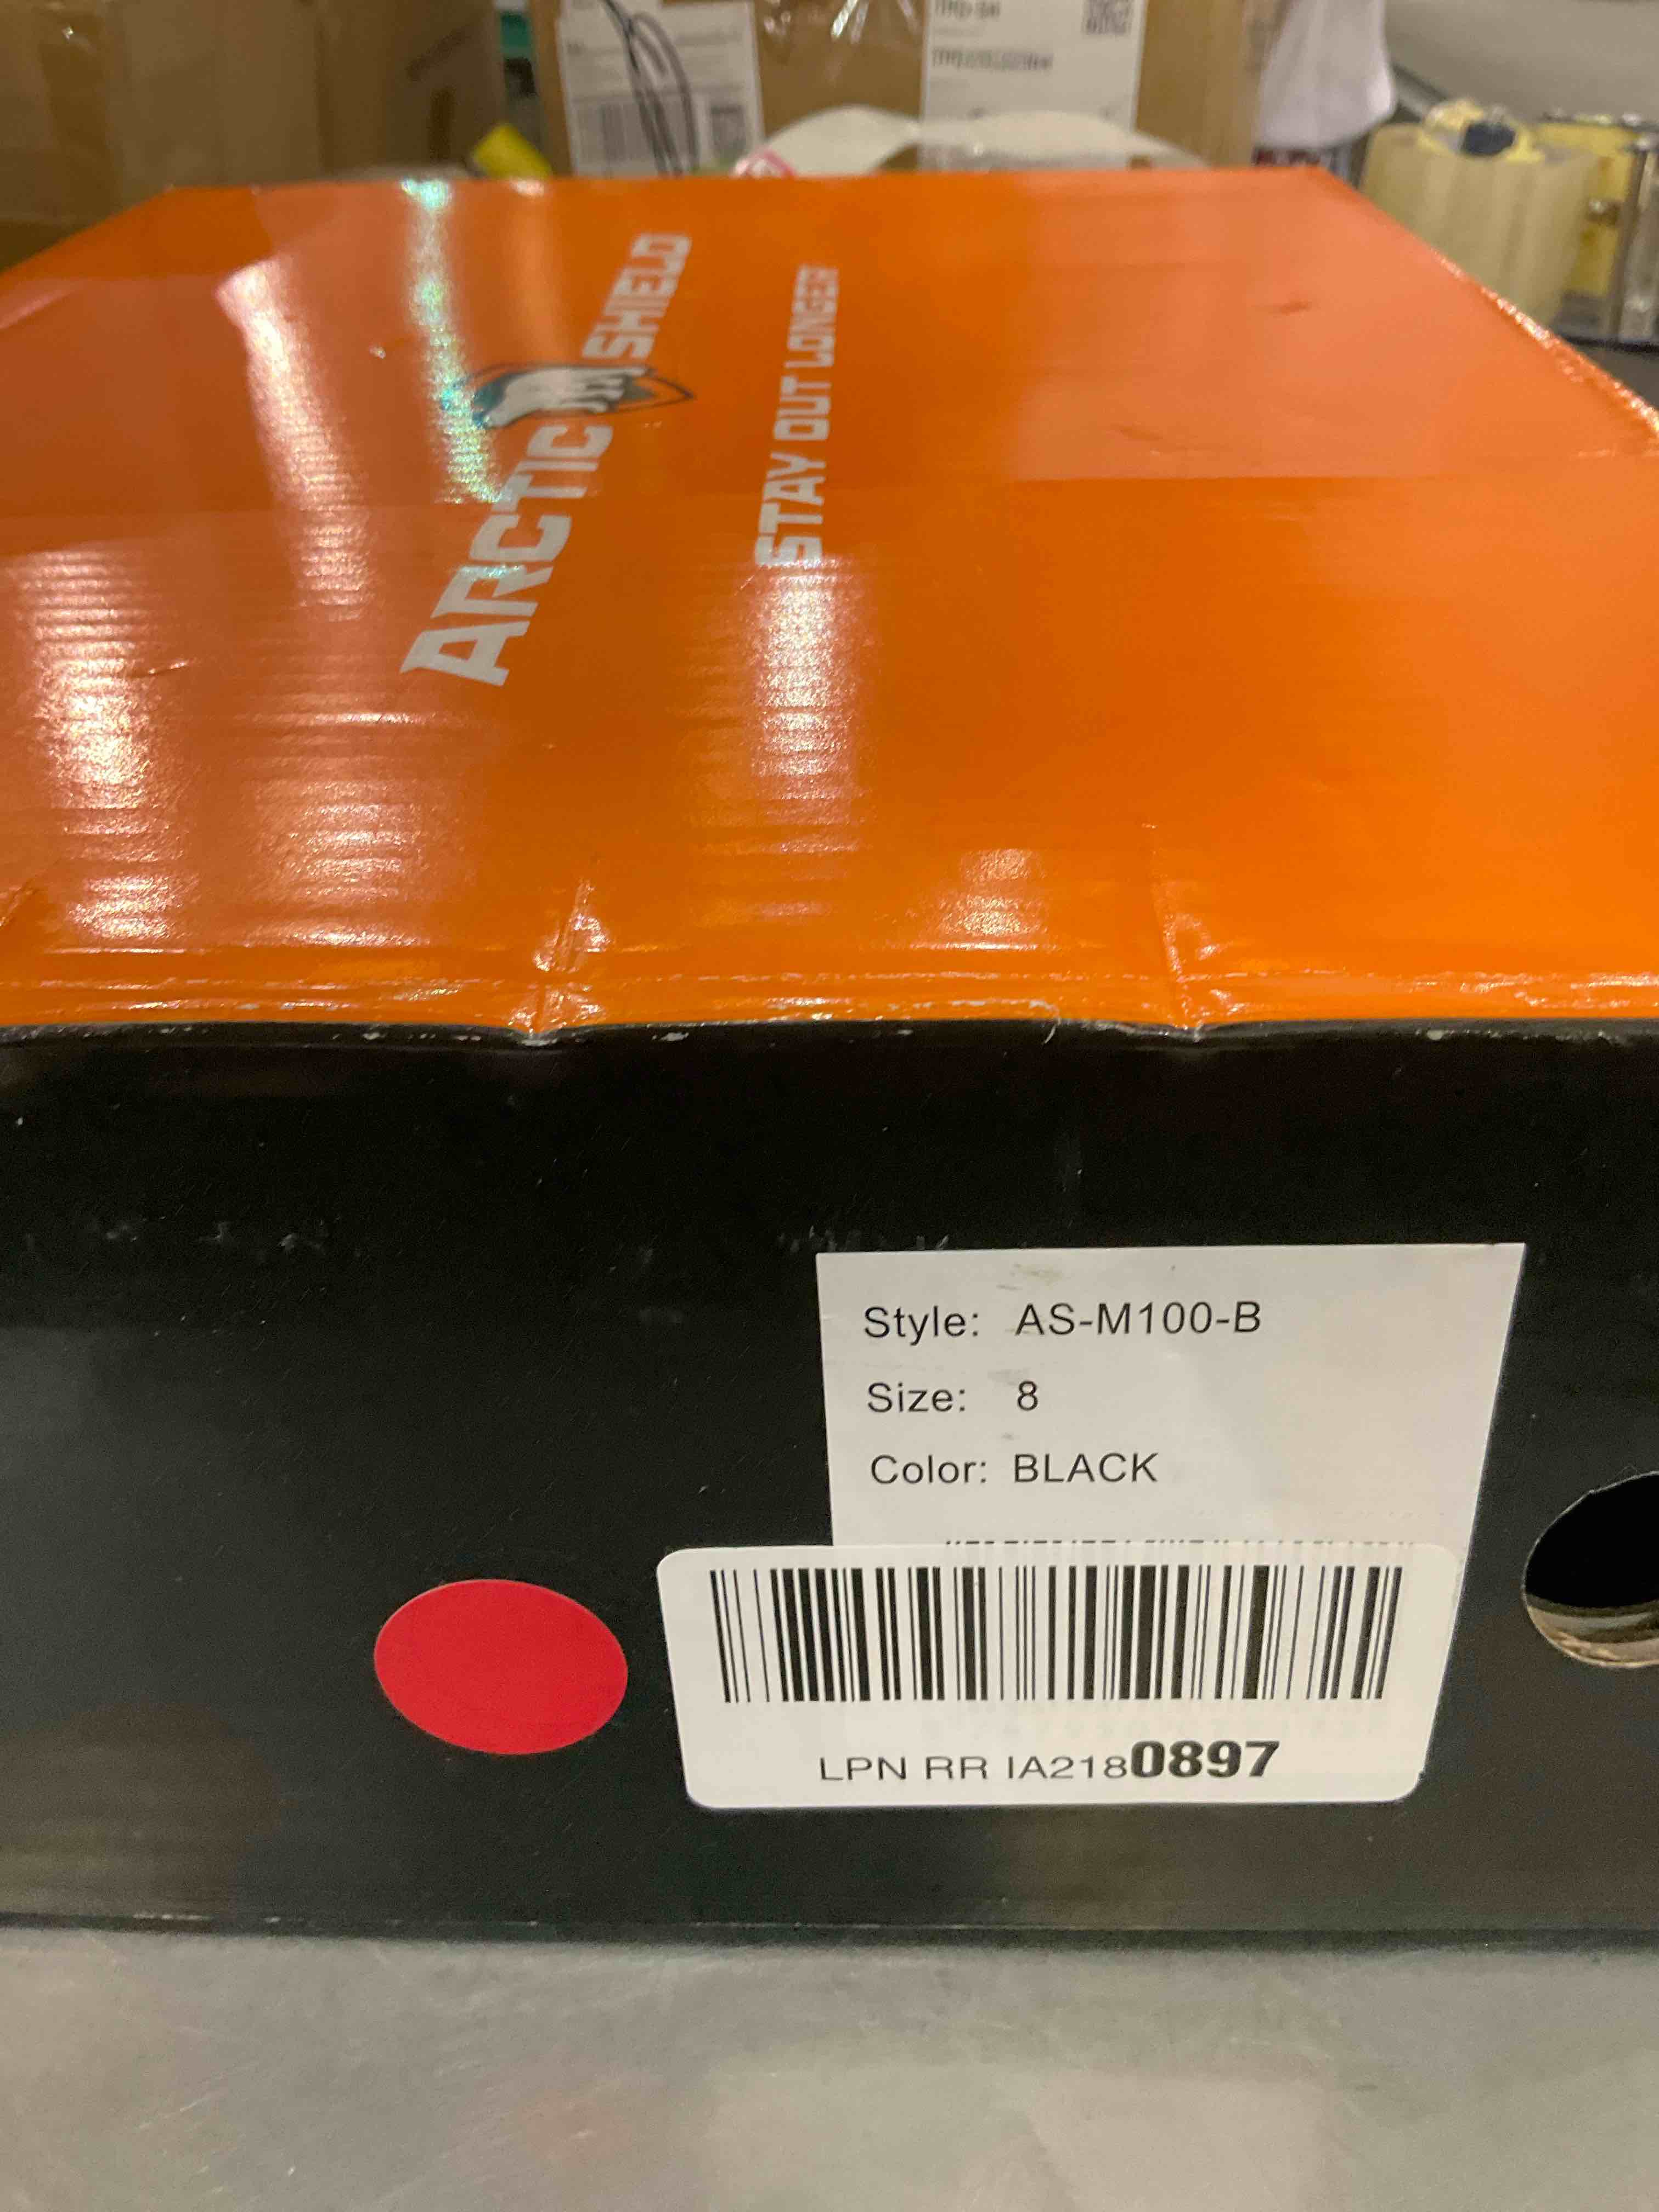 ARCTIC SHIELD
STAY OUT LONGER
Style: AS-M100-B
Size: 8
Color: BLACK
LPN RR IA2180897